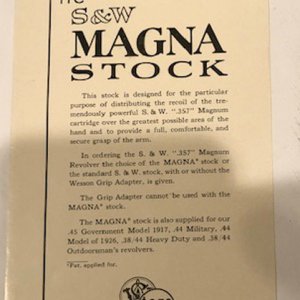 The
S&W
MAGNA
STOCK
This stock is designed for the particular
purpose of distributing the recoil of the tre-
mendously powerful S. & W. ".357" Magnum
cartridge over the greatest possible area of the
hand and to provide a full, comfortable, and
secure grasp of the arm.
In ordering the S. & W. ".357" Magnum
Revolver the choice of the MAGNA* stock or
the standard S. & W. stock, with or without the
Wesson Grip Adapter, is given.
The Grip Adapter cannot be used with the
MAGNA* stock.
The MAGNA* stock is also supplied for our
.45 Government Model 1917, .44 Military, .44
Model of 1926, .38/44 Heavy Duty and .38/44
Outdoorsman's revolvers.
*Pat. applied for.